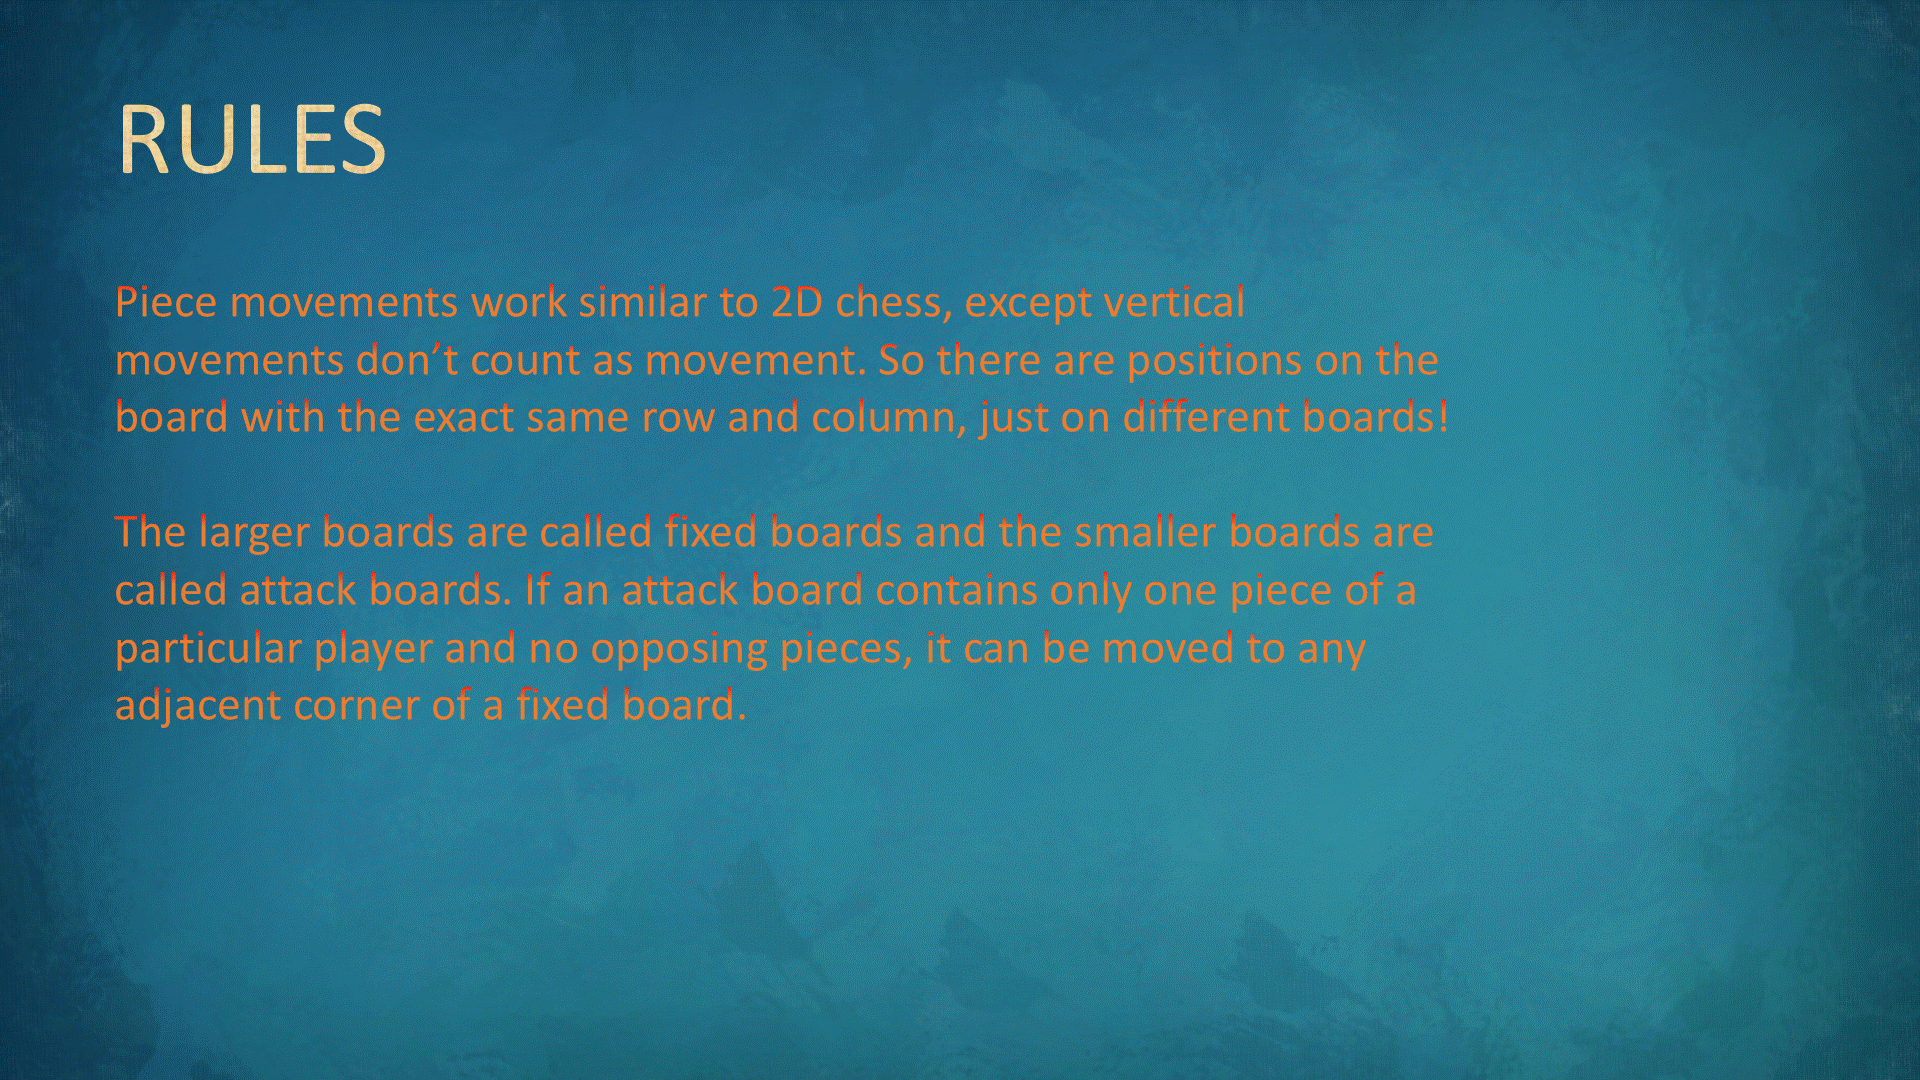 RULES
Piece movements work similar to 2D chess, except vertical
movements don’t count as movement. So there are positions on the
board with the exact same row and column, just on different boards!
The larger boards are called fixed boards and the smaller boards are
called attack boards. If an attack board contains only one piece of a
particular player and no opposing pieces, it can be moved to any
adjacent corner of a fixed board.